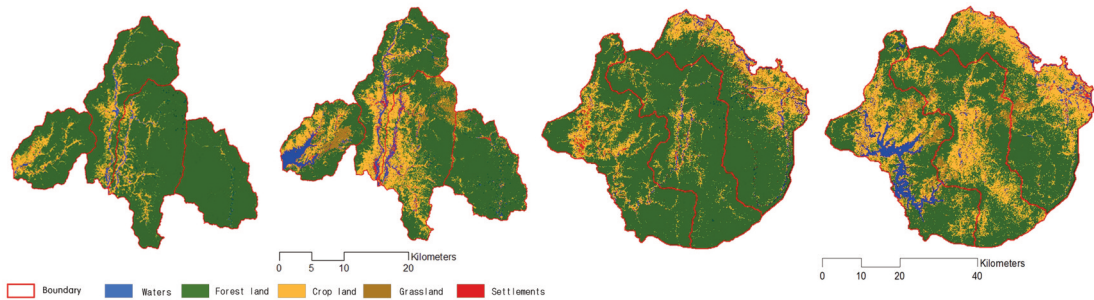 Kilometers
0 5 10 20
Kilometers
0 10 20 40
Boundary Waters Forest land Crop land Grassland Settlements